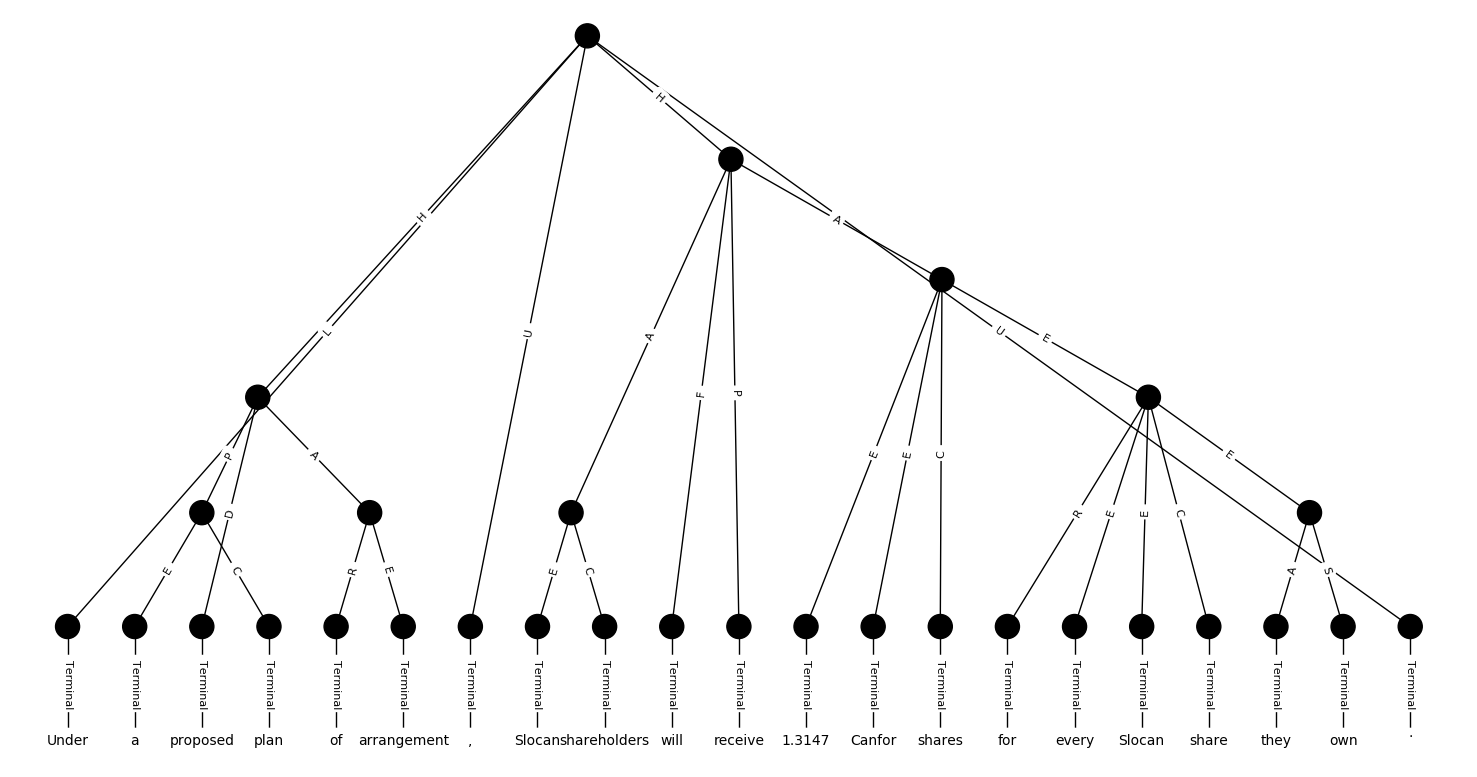 H
A
H
U
E
L
U
A
F
P
P
A
E
E
C
E
D
R
E
E
C
E
C
R
E
E
C
A
S
Terminal Terminal Terminal Terminal Terminal Terminal Terminal Terminal Terminal Terminal Terminal Terminal Terminal Terminal Terminal Terminal Terminal Terminal Terminal Terminal Terminal
Under a proposed plan of arrangement , Slocan shareholders will receive 1.3147 Canfor shares for every Slocan share they own .